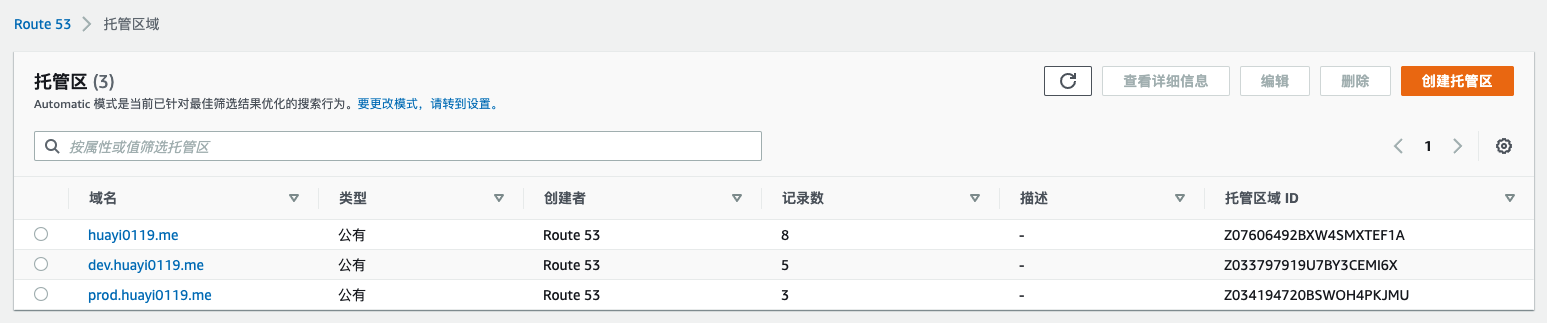 Route 53 > 托管区域
托管区 (3)
查看详细信息 编辑 删除 创建托管区
Automatic 模式是当前已针对最佳筛选结果优化的搜索行为。要更改模式，请转到设置。
按属性或值筛选托管区
1
域名 类型 创建者 记录数 描述 托管区域 ID
huayi0119.me 公有 Route 53 8 - Z07606492BXW4SMXTEF1A
dev.huayi0119.me 公有 Route 53 5 - Z033797919U7BY3CEMI6X
prod.huayi0119.me 公有 Route 53 3 - Z034194720BSWOH4PKJMU